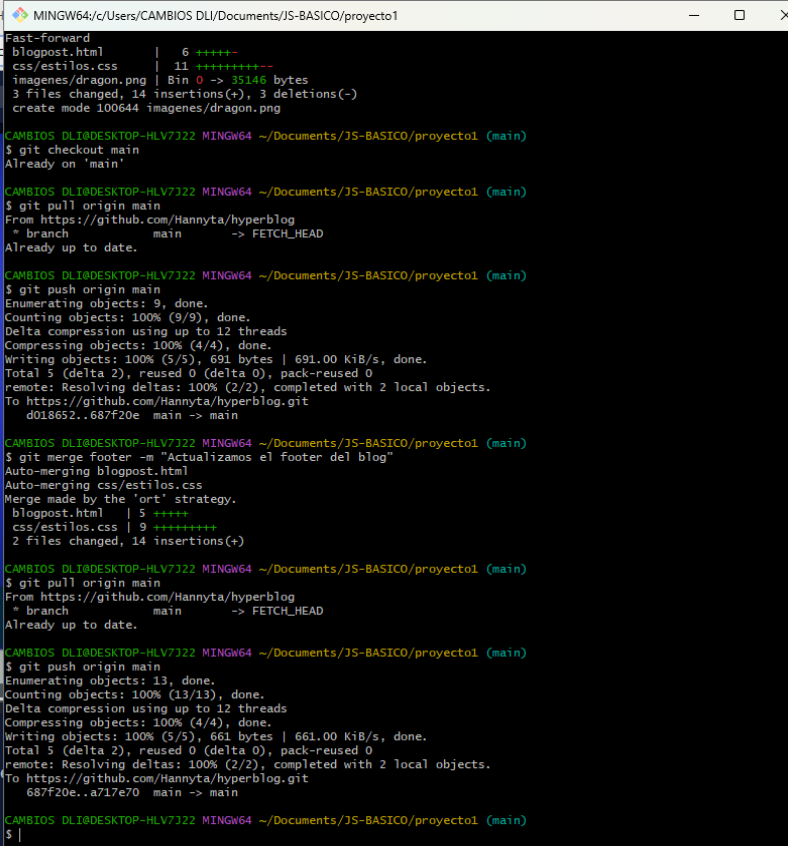 MINGW64:/c/Users/CAMBIOS DLI/Documents/JS-BASICO/proyecto1
Fast-forward
 blogpost.html       |   6 +++++-
 css/estilos.css     |  11 +++++++++--
 imagenes/dragon.png | Bin 0 -> 35146 bytes
 3 files changed, 14 insertions(+), 3 deletions(-)
 create mode 100644 imagenes/dragon.png
CAMBIOS DLI@DESKTOP-HLV7J22 MINGW64 ~/Documents/JS-BASICO/proyecto1 (main)
$ git checkout main
Already on 'main'
CAMBIOS DLI@DESKTOP-HLV7J22 MINGW64 ~/Documents/JS-BASICO/proyecto1 (main)
$ git pull origin main
From https://github.com/Hannyta/hyperblog
 * branch            main       -> FETCH_HEAD
Already up to date.
CAMBIOS DLI@DESKTOP-HLV7J22 MINGW64 ~/Documents/JS-BASICO/proyecto1 (main)
$ git push origin main
Enumerating objects: 9, done.
Counting objects: 100% (9/9), done.
Delta compression using up to 12 threads
Compressing objects: 100% (4/4), done.
Writing objects: 100% (5/5), 691 bytes | 691.00 KiB/s, done.
Total 5 (delta 2), reused 0 (delta 0), pack-reused 0
remote: Resolving deltas: 100% (2/2), completed with 2 local objects.
To https://github.com/Hannyta/hyperblog.git
   d018652..687f20e  main -> main
CAMBIOS DLI@DESKTOP-HLV7J22 MINGW64 ~/Documents/JS-BASICO/proyecto1 (main)
$ git merge footer -m "Actualizamos el footer del blog"
Auto-merging blogpost.html
Auto-merging css/estilos.css
Merge made by the 'ort' strategy.
 blogpost.html   | 5 +++++
 css/estilos.css | 9 +++++++++
 2 files changed, 14 insertions(+)
CAMBIOS DLI@DESKTOP-HLV7J22 MINGW64 ~/Documents/JS-BASICO/proyecto1 (main)
$ git pull origin main
From https://github.com/Hannyta/hyperblog
 * branch            main       -> FETCH_HEAD
Already up to date.
CAMBIOS DLI@DESKTOP-HLV7J22 MINGW64 ~/Documents/JS-BASICO/proyecto1 (main)
$ git push origin main
Enumerating objects: 13, done.
Counting objects: 100% (13/13), done.
Delta compression using up to 12 threads
Compressing objects: 100% (4/4), done.
Writing objects: 100% (5/5), 661 bytes | 661.00 KiB/s, done.
Total 5 (delta 2), reused 0 (delta 0), pack-reused 0
remote: Resolving deltas: 100% (2/2), completed with 2 local objects.
To https://github.com/Hannyta/hyperblog.git
   687f20e..a717e70  main -> main
CAMBIOS DLI@DESKTOP-HLV7J22 MINGW64 ~/Documents/JS-BASICO/proyecto1 (main)
$